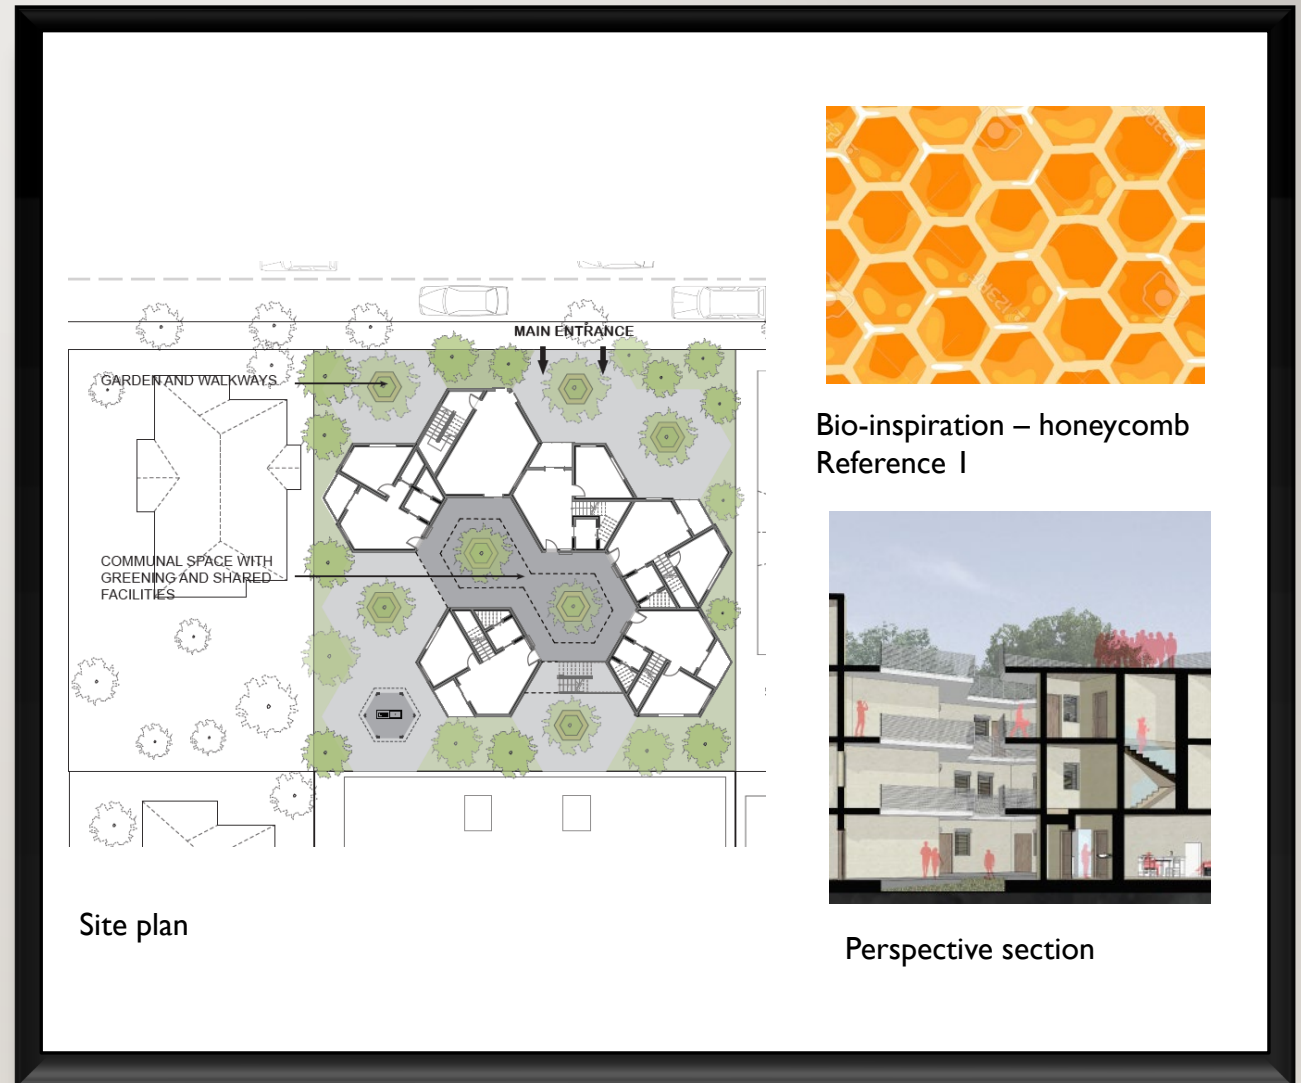 MAIN ENTRANCE
GARDEN AND WALKWAYS
COMMUNAL SPACE WITH
GREENING AND SHARED
FACILITIES
Site plan
Bio-inspiration – honeycomb
Reference 1
Perspective section